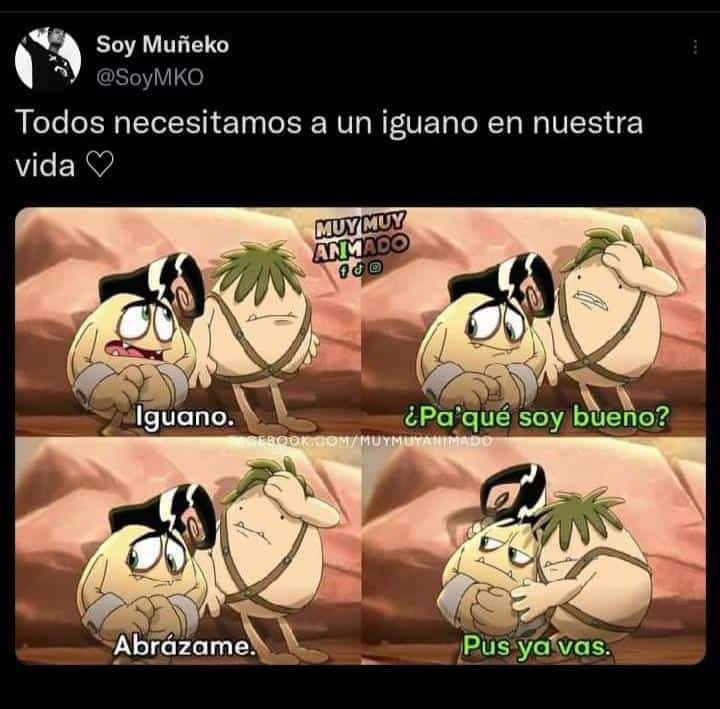 Soy Muñeko
@SoyMKO
Todos necesitamos a un iguano en nuestra
vida ♡
MUY MUY
ANIMADO
Iguano.
¿Pa'qué soy bueno?
FACEBOOK.COM/MUYMUYANIMADO
Abrázame.
Pus ya vas.